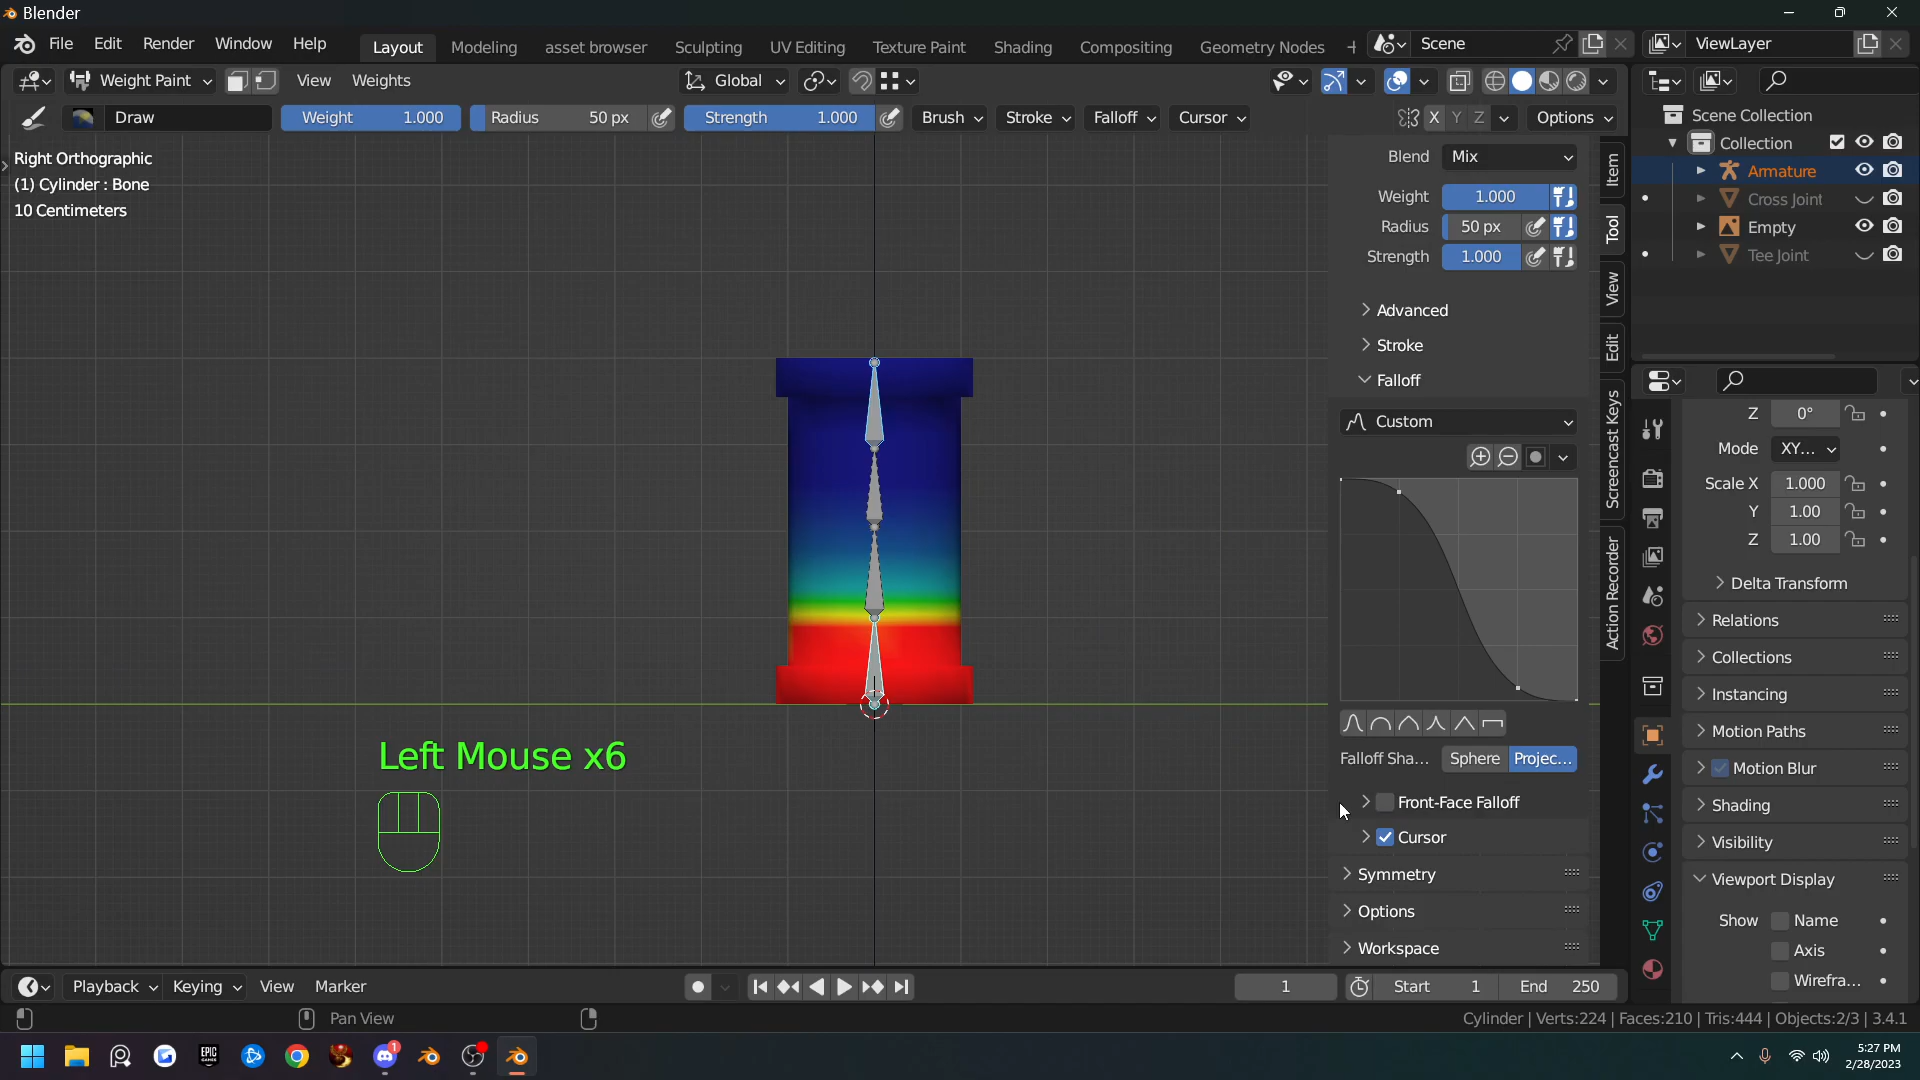 Blender
File Edit Render Window Help Layout Modeling asset browser Sculpting UV Editing Texture Paint Shading Compositing Geometry Nodes Scene ViewLayer
Weight Paint View Weights Global
Draw Weight 1.000 Radius 50 px Strength 1.000 Brush Stroke Falloff Cursor X Y Z Options
Right Orthographic
(1) Cylinder : Bone
10 Centimeters
Left Mouse x6
Blend Mix
Weight 1.000
Radius 50 px
Strength 1.000
Advanced
Stroke
Falloff
Custom
Falloff Sha... Sphere Projec...
Front-Face Falloff
Cursor
Symmetry
Options
Workspace
Item
Tool
View
Edit
Screencast Keys
Action Recorder
Scene Collection
Collection
Armature
Cross Joint
Empty
Tee Joint
Z 0°
Mode XY...
Scale X 1.000
Y 1.00
Z 1.00
Delta Transform
Relations
Collections
Instancing
Motion Paths
Motion Blur
Shading
Visibility
Viewport Display
Show Name
Axis
Wirefra...
Playback Keying View Marker 1 Start 1 End 250
Pan View Cylinder | Verts:224 | Faces:210 | Tris:444 | Objects:2/3 | 3.4.1
EPIC GAMES 1
5:27 PM
2/28/2023